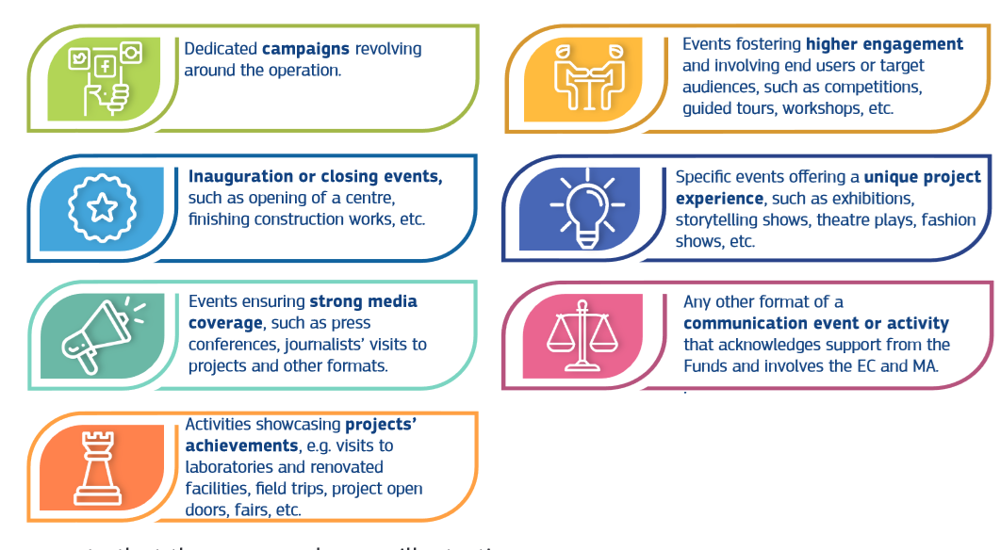 Dedicated campaigns revolving
around the operation.
Inauguration or closing events,
such as opening of a centre,
finishing construction works, etc.
Events ensuring strong media
coverage, such as press
conferences, journalists' visits to
projects and other formats.
Activities showcasing projects'
achievements, e.g. visits to
laboratories and renovated
facilities, field trips, project open
doors, fairs, etc.
Events fostering higher engagement
and involving end users or target
audiences, such as competitions,
guided tours, workshops, etc.
Specific events offering a unique project
experience, such as exhibitions,
storytelling shows, theatre plays, fashion
shows, etc.
Any other format of a
communication event or activity
that acknowledges support from the
Funds and involves the EC and MA.
.